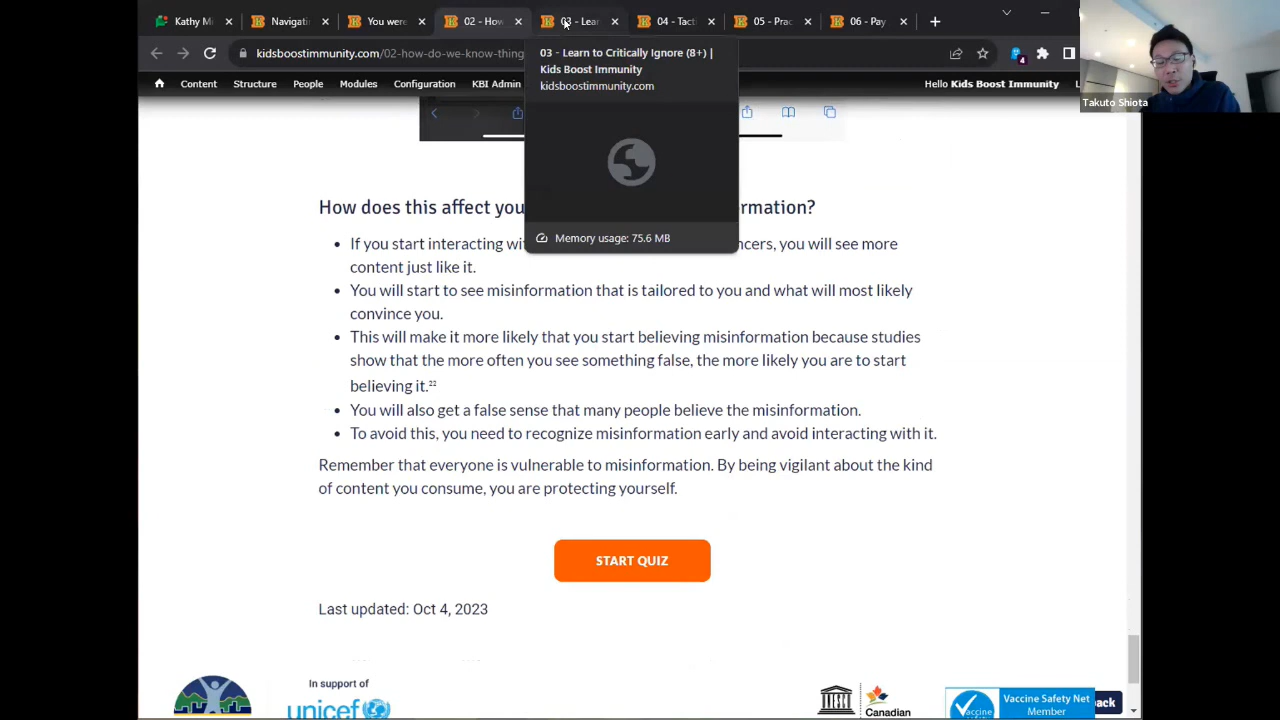 Kathy M
Navigatin
You were
02 - How
03 - Lear
04 - Tacti
05 - Prac
06 - Pay
kidsboostimmunity.com/02-how-do-we-know-thing
4
Content
Structure
People
Modules
Configuration
KBI Admin
Hello Kids Boost Immunity
L
Takuto Shiota
03 - Learn to Critically Ignore (8+) |
Kids Boost Immunity
kidsboostimmunity.com
Memory usage: 75.6 MB
How does this affect you rmation?
If you start interacting wi ncers, you will see more
content just like it.
You will start to see misinformation that is tailored to you and what will most likely
convince you.
This will make it more likely that you start believing misinformation because studies
show that the more often you see something false, the more likely you are to start
believing it.22
You will also get a false sense that many people believe the misinformation.
To avoid this, you need to recognize misinformation early and avoid interacting with it.
Remember that everyone is vulnerable to misinformation. By being vigilant about the kind
of content you consume, you are protecting yourself.
START QUIZ
Last updated: Oct 4, 2023
In support of
unicef
Canadian
Vaccine Safety Net
Member
ack